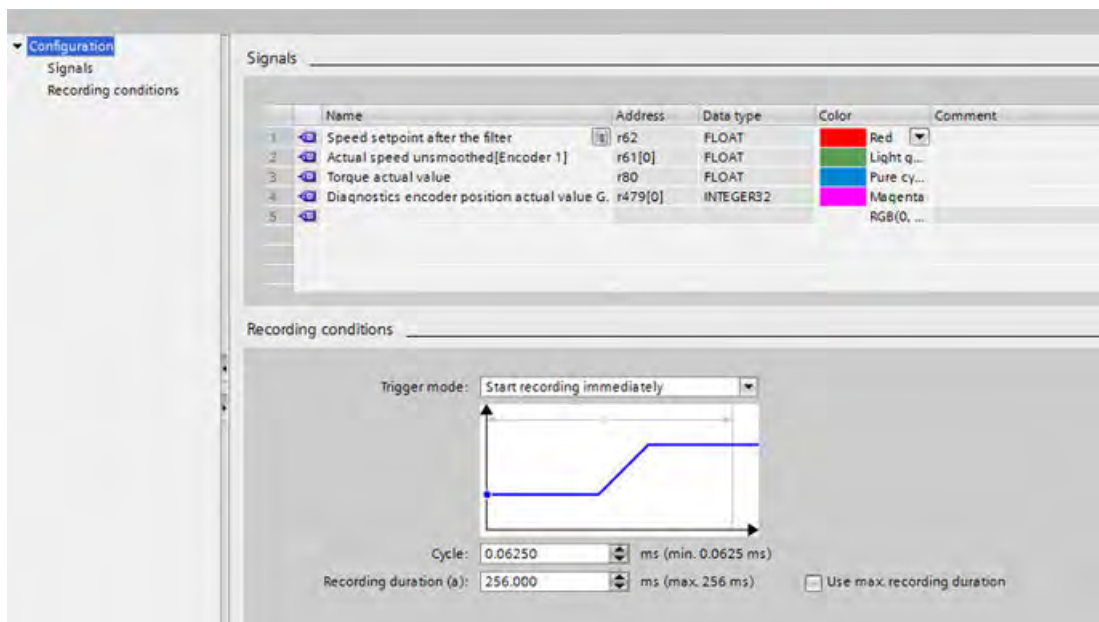 Configuration
Signals
Recording conditions
Signals
Name Address Data type Color Comment
1 Speed setpoint after the filter r62 FLOAT Red
2 Actual speed unsmoothed[Encoder 1] r61[0] FLOAT Light g...
3 Torque actual value r80 FLOAT Pure cy...
4 Diagnostics encoder position actual value G. r479[0] INTEGER32 Magenta
5 RGB(0, ...
Recording conditions
Trigger mode: Start recording immediately
Cycle: 0.06250 ms (min. 0.0625 ms)
Recording duration (a): 256.000 ms (max. 256 ms) Use max. recording duration